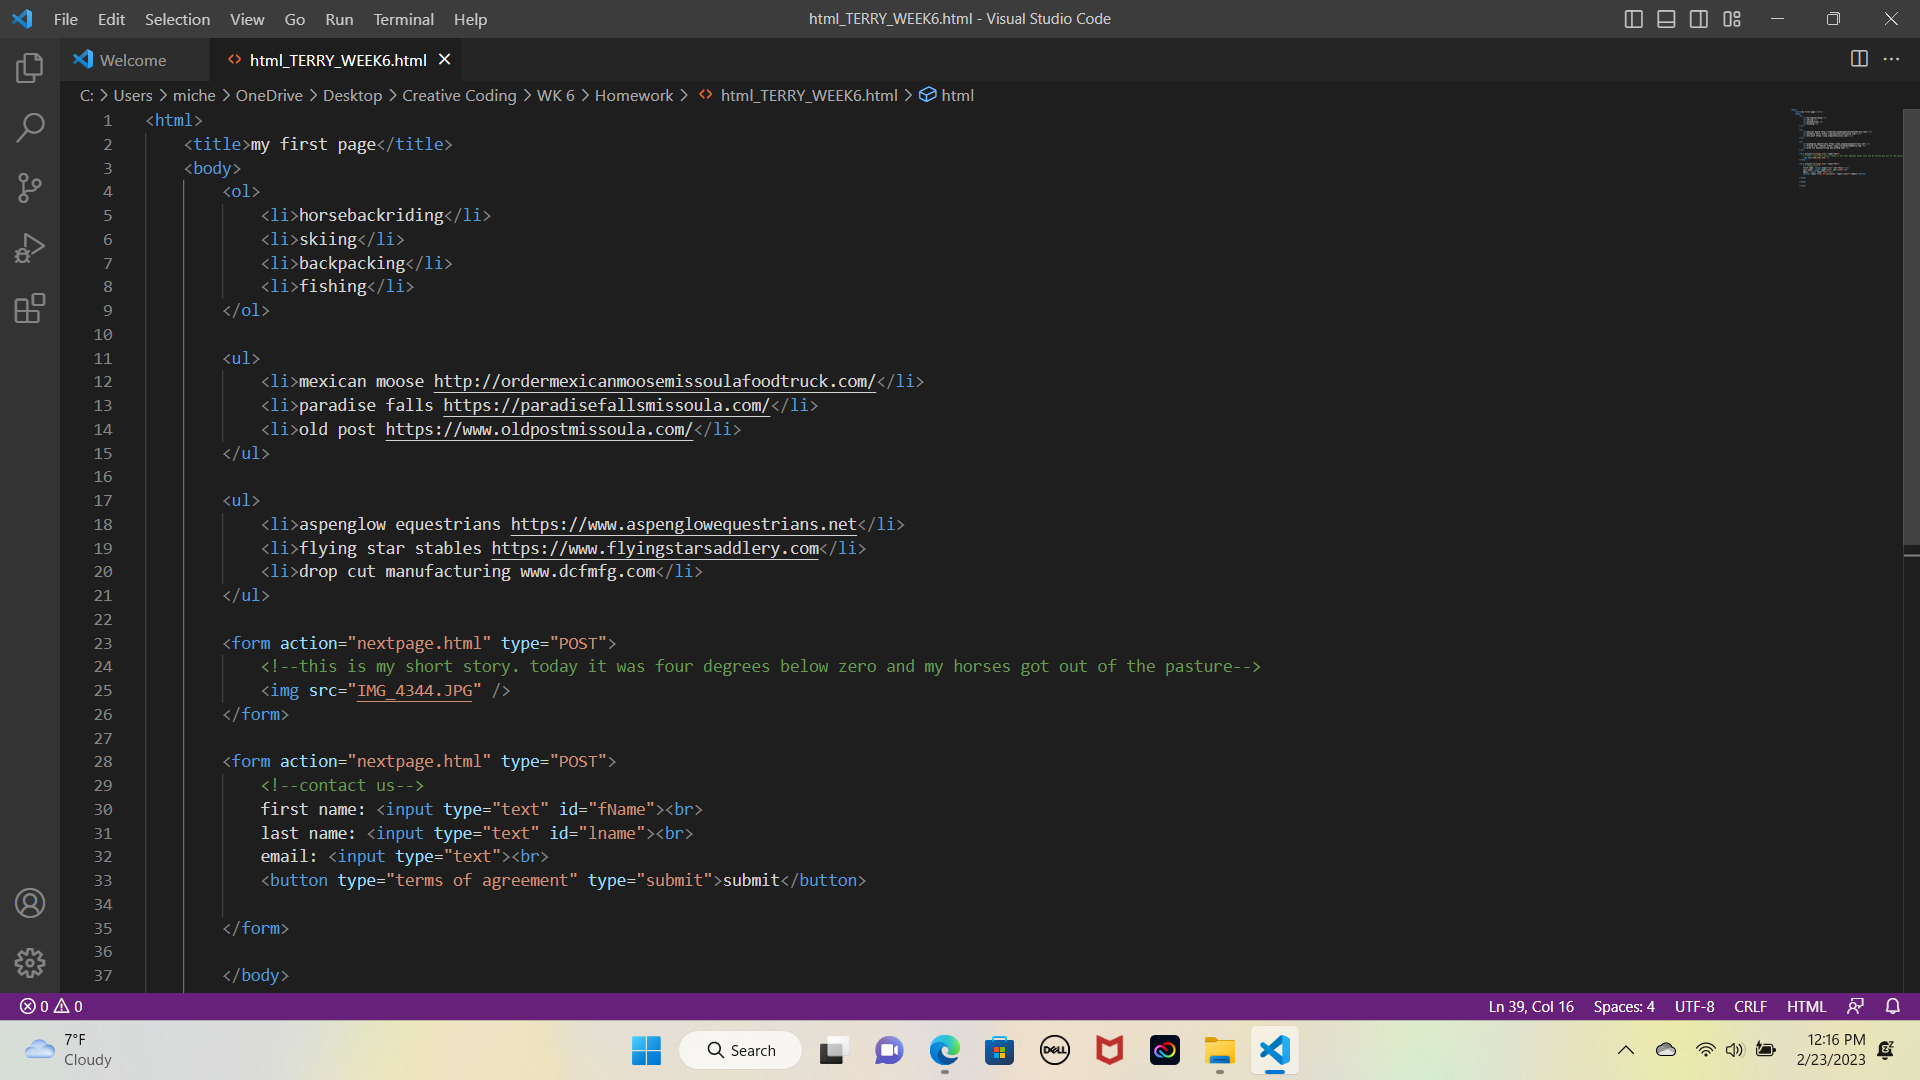 File Edit Selection View Go Run Terminal Help html_TERRY_WEEK6.html - Visual Studio Code
Welcome html_TERRY_WEEK6.html
C: > Users > miche > OneDrive > Desktop > Creative Coding > WK 6 > Homework > html_TERRY_WEEK6.html > html
1 <html>
2 <title>my first page</title>
3 <body>
4 <ol>
5 <li>horsebackriding</li>
6 <li>skiing</li>
7 <li>backpacking</li>
8 <li>fishing</li>
9 </ol>
10
11 <ul>
12 <li>mexican moose http://ordermexicanmoosemissoulafoodtruck.com/</li>
13 <li>paradise falls https://paradisefallsmissoula.com/</li>
14 <li>old post https://www.oldpostmissoula.com/</li>
15 </ul>
16
17 <ul>
18 <li>aspenglow equestrians https://www.aspenglowequestrians.net</li>
19 <li>flying star stables https://www.flyingstarsaddlery.com</li>
20 <li>drop cut manufacturing www.dcfmfg.com</li>
21 </ul>
22
23 <form action="nextpage.html" type="POST">
24 <!--this is my short story. today it was four degrees below zero and my horses got out of the pasture-->
25 <img src="IMG_4344.JPG" />
26 </form>
27
28 <form action="nextpage.html" type="POST">
29 <!--contact us-->
30 first name: <input type="text" id="fName"><br>
31 last name: <input type="text" id="lname"><br>
32 email: <input type="text"><br>
33 <button type="terms of agreement" type="submit">submit</button>
34
35 </form>
36
37 </body>
0 0 Ln 39, Col 16 Spaces: 4 UTF-8 CRLF HTML
7°F
Cloudy
Search
DELL
12:16 PM
2/23/2023